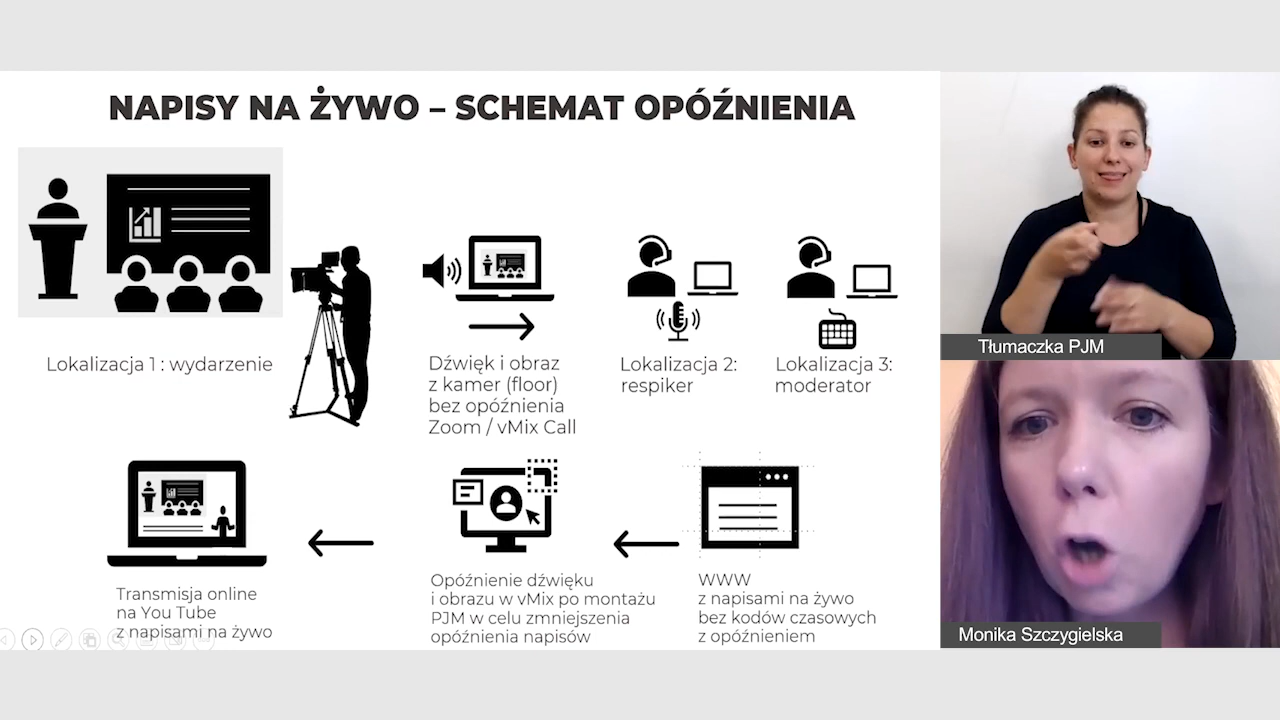 NAPISY NA ŻYWO – SCHEMAT OPÓŹNIENIA
Lokalizacja 1 : wydarzenie
Dźwięk i obraz
z kamer (floor)
bez opóźnienia
Zoom / vMix Call
Lokalizacja 2:
respiker
Lokalizacja 3:
moderator
Transmisja online
na You Tube
z napisami na żywo
Opóźnienie dźwięku
i obrazu w vMix po montażu
PJM w celu zmniejszenia
opóźnienia napisów
WWW
z napisami na żywo
bez kodów czasowych
z opóźnieniem
Tłumaczka PJM
Monika Szczygielska